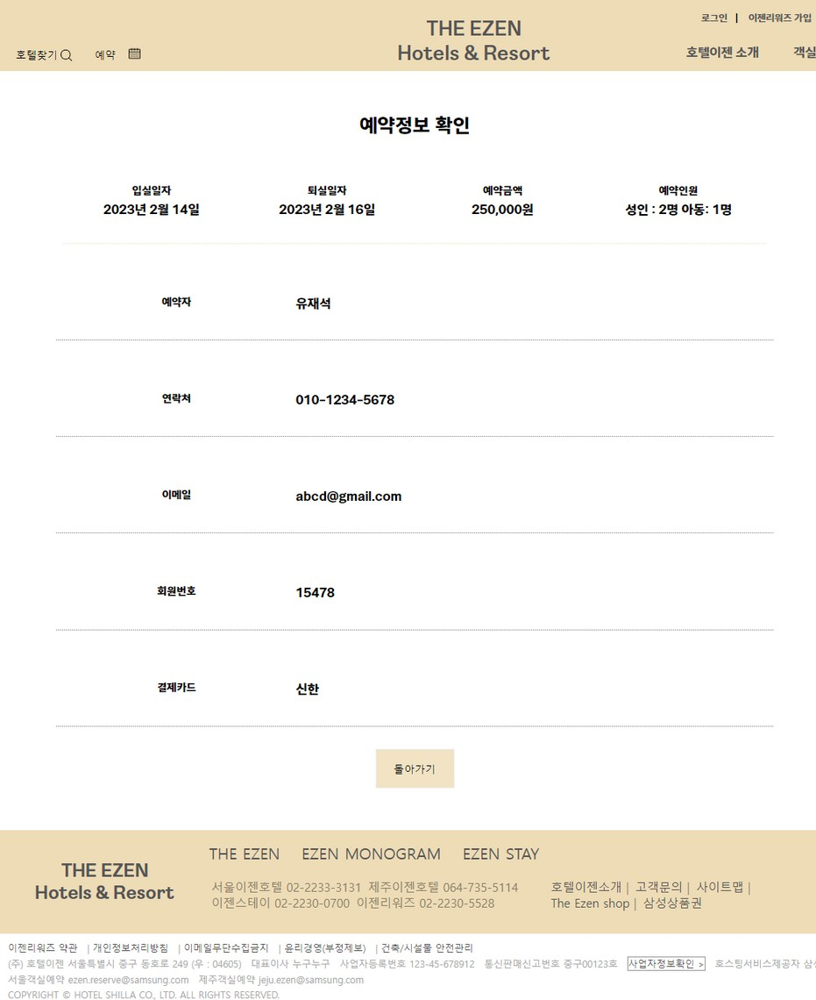 로그인 | 이젠리워즈 가입
THE EZEN
Hotels & Resort
호텔찾기 예약
호텔이젠 소개 객실
예약정보 확인
입실일자 퇴실일자 예약금액 예약인원
2023년 2월 14일 2023년 2월 16일 250,000원 성인 : 2명 아동: 1명
예약자 유재석
연락처 010-1234-5678
이메일 abcd@gmail.com
회원번호 15478
결제카드 신한
돌아가기
THE EZEN EZEN MONOGRAM EZEN STAY
THE EZEN
Hotels & Resort
서울이젠호텔 02-2233-3131 제주이젠호텔 064-735-5114
이젠스테이 02-2230-0700 이젠리워즈 02-2230-5528
호텔이젠소개 | 고객문의 | 사이트맵 |
The Ezen shop | 삼성상품권
이젠리워즈 약관 | 개인정보처리방침 | 이메일무단수집금지 | 윤리경영(부정제보) | 건축/시설물 안전관리
(주) 호텔이젠 서울특별시 중구 동호로 249 (우 : 04605) 대표이사 누구누구 사업자등록번호 123-45-678912 통신판매신고번호 중구00123호 사업자정보확인 > 호스팅서비스제공자 삼성
서울객실예약 ezen.reserve@samsung.com 제주객실예약 jeju.ezen@samsung.com
COPYRIGHT © HOTEL SHILLA CO., LTD. ALL RIGHTS RESERVED.